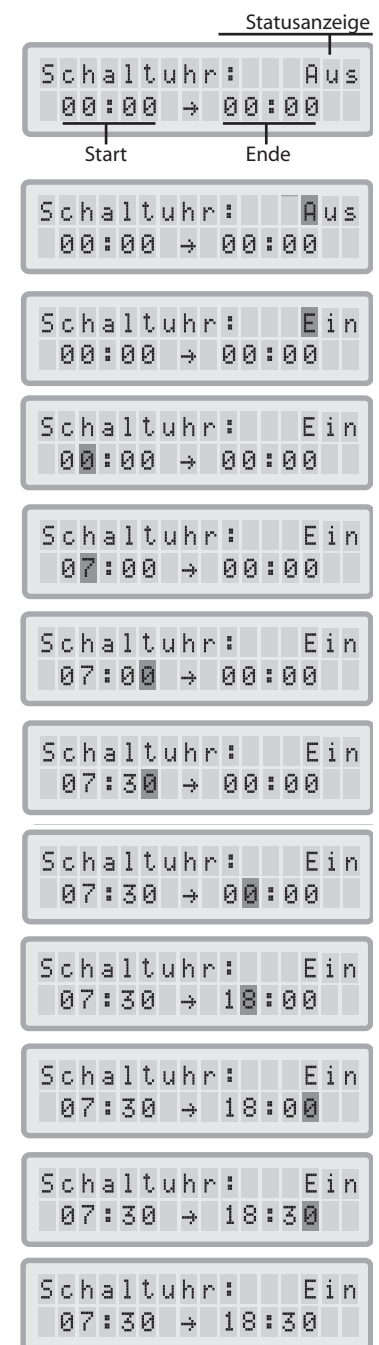 Statusanzeige
Schaltuhr: Aus
00:00 → 00:00
Start Ende
Schaltuhr: Aus
00:00 → 00:00
Schaltuhr: Ein
00:00 → 00:00
Schaltuhr: Ein
00:00 → 00:00
Schaltuhr: Ein
07:00 → 00:00
Schaltuhr: Ein
07:00 → 00:00
Schaltuhr: Ein
07:30 → 00:00
Schaltuhr: Ein
07:30 → 00:00
Schaltuhr: Ein
07:30 → 18:00
Schaltuhr: Ein
07:30 → 18:00
Schaltuhr: Ein
07:30 → 18:30
Schaltuhr: Ein
07:30 → 18:30